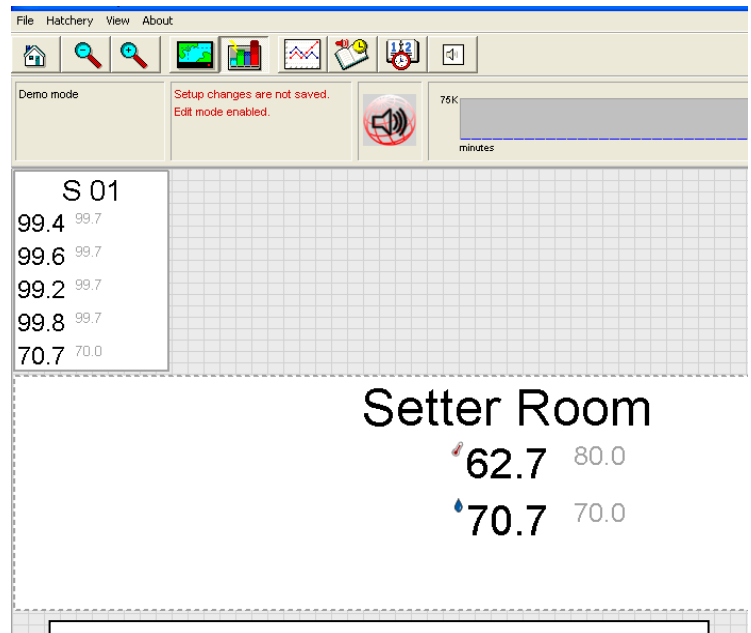 File Hatchery View About
Demo mode
Setup changes are not saved.
Edit mode enabled.
75K
minutes
S 01
99.4 99.7
99.6 99.7
99.2 99.7
99.8 99.7
70.7 70.0
Setter Room
62.7 80.0
70.7 70.0